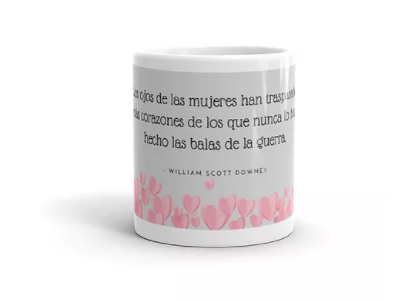 ojos de las mujeres han traspas
corazones de los que nunca lo h
hecho las balas de la guerra.
- WILLIAM SCOTT DOWNEY